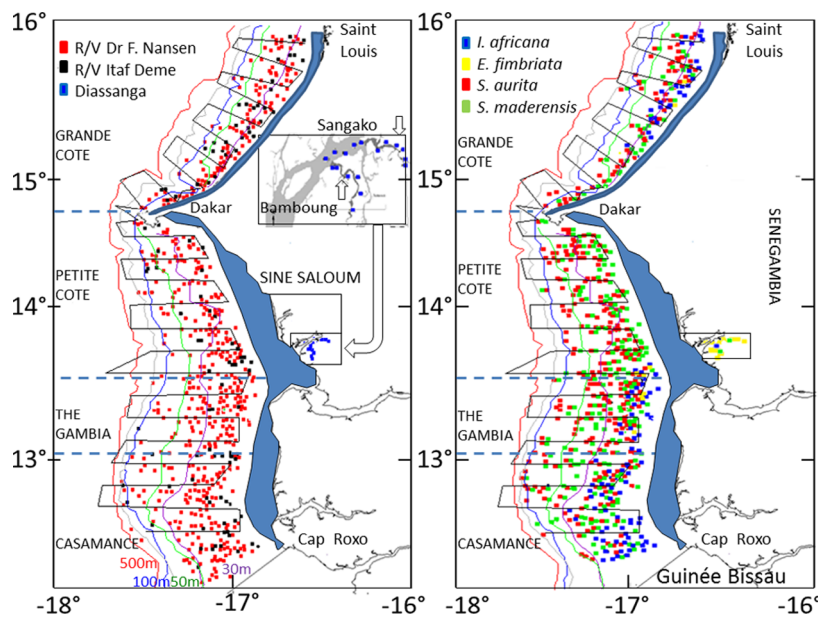 16°
15°
14°
13°
-18°
-17°
-16°
R/V Dr F. Nansen
R/V Itaf Deme
Diassanga
Saint
Louis
GRANDE
COTE
Sangako
Bamboung
Dakar
SINE SALOUM
PETITE
COTE
THE
GAMBIA
CASAMANCE
Cap Roxo
500m
100m
50m
30m
16°
15°
14°
13°
-18°
-17°
-16°
I. africana
E. fimbriata
S. aurita
S. maderensis
Saint
Louis
GRANDE
COTE
Dakar
SENEGAMBIA
PETITE
COTE
THE
GAMBIA
CASAMANCE
Cap Roxo
Guinée Bissau